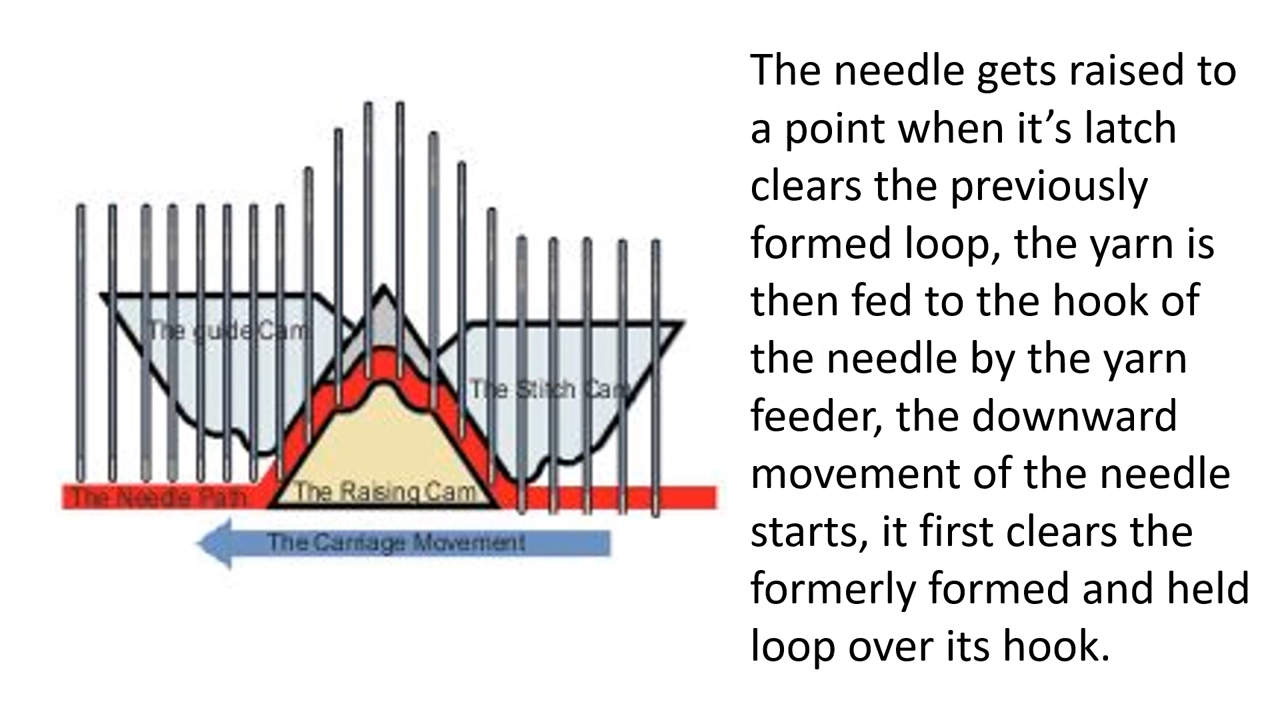 The guide Cam
The Stitch Cam
The Needle Path
The Raising Cam
The Carriage Movement
The needle gets raised to
a point when it’s latch
clears the previously
formed loop, the yarn is
then fed to the hook of
the needle by the yarn
feeder, the downward
movement of the needle
starts, it first clears the
formerly formed and held
loop over its hook.